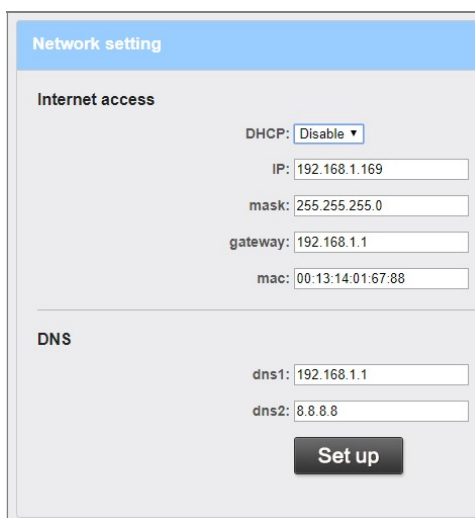 Network setting
Internet access
DHCP: Disable
IP: 192.168.1.169
mask: 255.255.255.0
gateway: 192.168.1.1
mac: 00:13:14:01:67:88
DNS
dns1: 192.168.1.1
dns2: 8.8.8.8
Set up